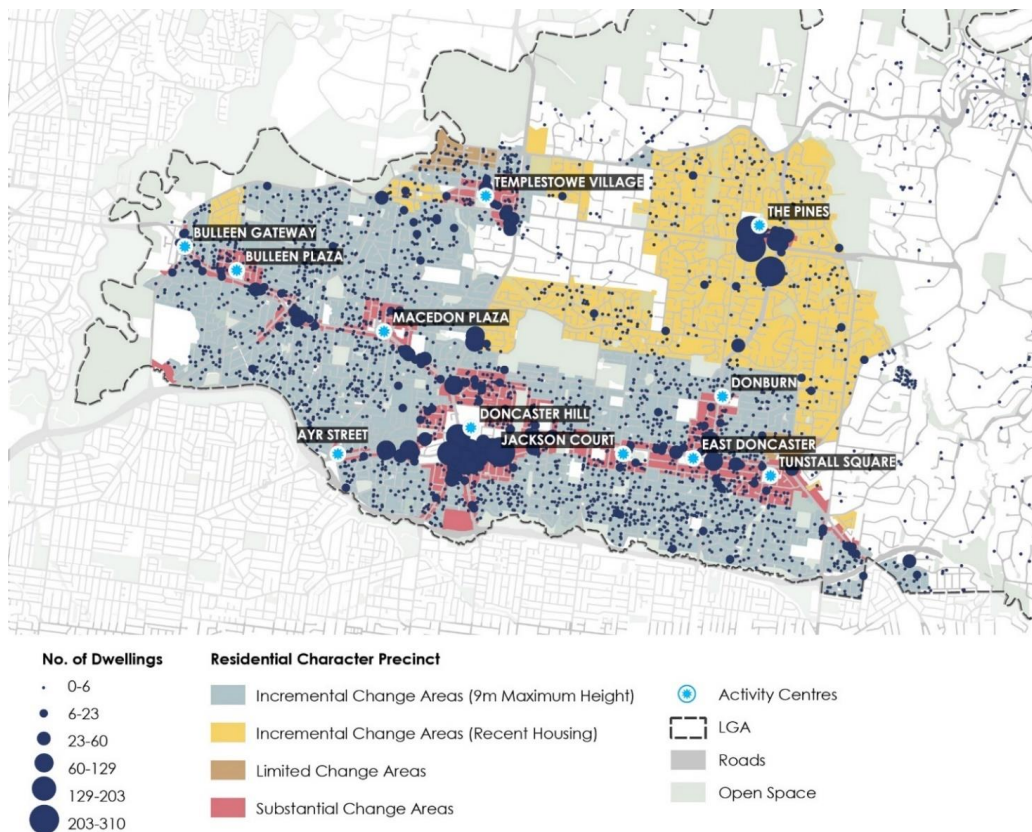 TEMPLESTOWE VILLAGE
THE PINES
BULLEEN GATEWAY
BULLEEN PLAZA
MACEDON PLAZA
DONBURN
DONCASTER HILL
AYR STREET
JACKSON COURT
EAST DONCASTER
TUNSTALL SQUARE
No. of Dwellings
0-6
6-23
23-60
60-129
129-203
203-310
Residential Character Precinct
Incremental Change Areas (9m Maximum Height)
Incremental Change Areas (Recent Housing)
Limited Change Areas
Substantial Change Areas
Activity Centres
LGA
Roads
Open Space